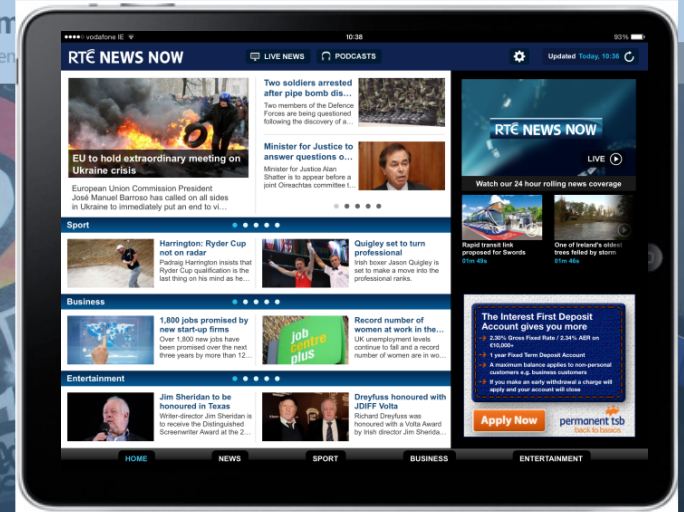 vodafone IE
10:38
93%
RTÉ NEWS NOW
LIVE NEWS
PODCASTS
Updated Today, 10:36
EU to hold extraordinary meeting on
Ukraine crisis
European Union Commission President
José Manuel Barroso has called on all sides
in Ukraine to immediately put an end to vi...
Two soldiers arrested
after pipe bomb dis...
Two members of the Defence
Forces are being questioned
following the discovery of a...
Minister for Justice to
answer questions o...
Minister for Justice Alan
Shatter is to appear before a
joint Oireachtas committee t...
RTÉ NEWS NOW
LIVE
Watch our 24 hour rolling news coverage
Rapid transit link
proposed for Swords
01m 49s
One of Ireland's oldest
trees felled by storm
01m 46s
Sport
Harrington: Ryder Cup
not on radar
Padraig Harrington insists that
Ryder Cup qualification is the
last thing on his mind as he...
Quigley set to turn
professional
Irish boxer Jason Quigley is
set to make a move into the
professional ranks.
Business
1,800 jobs promised by
new start-up firms
Over 1,800 new jobs have
been promised over the next
three years by more than 12...
job
centre
plus
Record number of
women at work in the...
UK unemployment levels
continue to fall and a record
number of women are in wo...
Entertainment
Jim Sheridan to be
honoured in Texas
Writer-director Jim Sheridan is
to receive the Distinguished
Screenwriter Award at the 2...
Dreyfuss honoured with
JDIFF Volta
Richard Dreyfuss was
honoured with a Volta Award
by Irish director Jim Sherida...
The Interest First Deposit
Account gives you more
2.30% Gross Fixed Rate / 2.34% AER on
€10,000+
1 year Fixed Term Deposit Account
A maximum balance applies to non-personal
customers e.g. business customers
If you make an early withdrawal a charge will
apply and your account will close
Apply Now
permanent tsb
back to basics
HOME
NEWS
SPORT
BUSINESS
ENTERTAINMENT